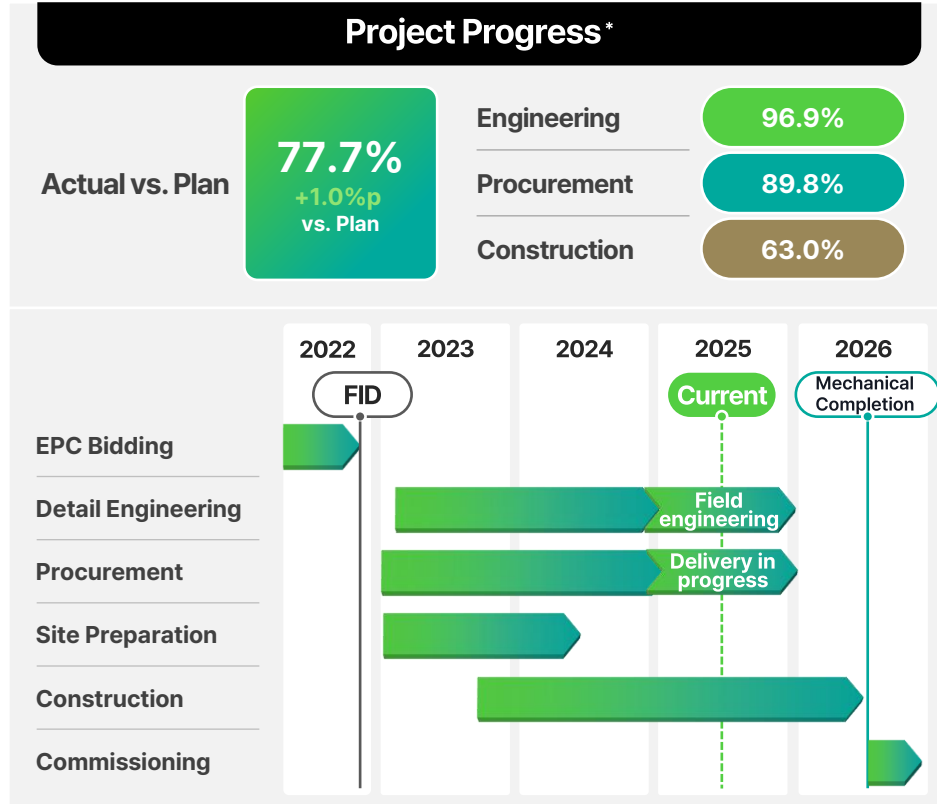 Project Progress*
Actual vs. Plan
77.7%
+1.0%p
vs. Plan
Engineering
96.9%
Procurement
89.8%
Construction
63.0%
2022
2023
2024
2025
2026
FID
Current
Mechanical
Completion
EPC Bidding
Detail Engineering
Field
engineering
Procurement
Delivery in
progress
Site Preparation
Construction
Commissioning